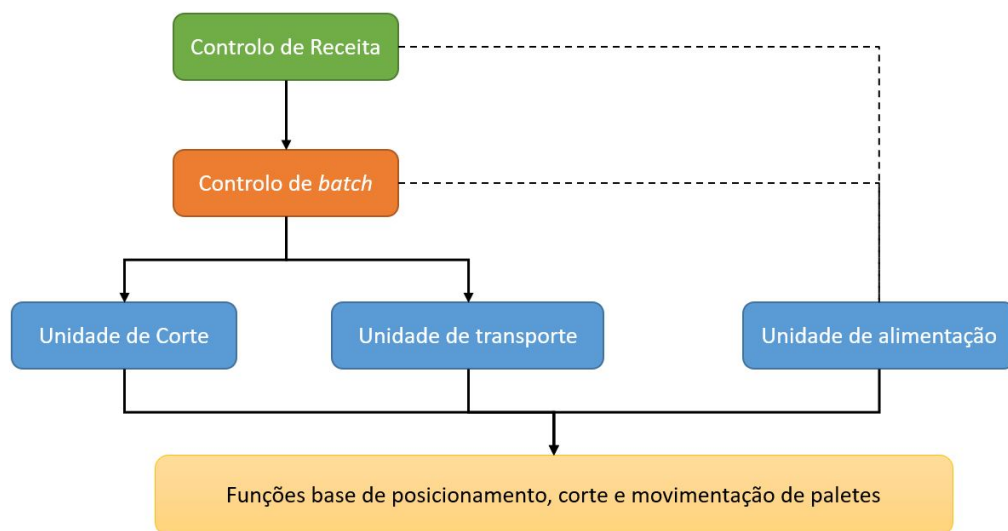 Controlo de Receita
Controlo de batch
Unidade de Corte
Unidade de transporte
Unidade de alimentação
Funções base de posicionamento, corte e movimentação de paletes